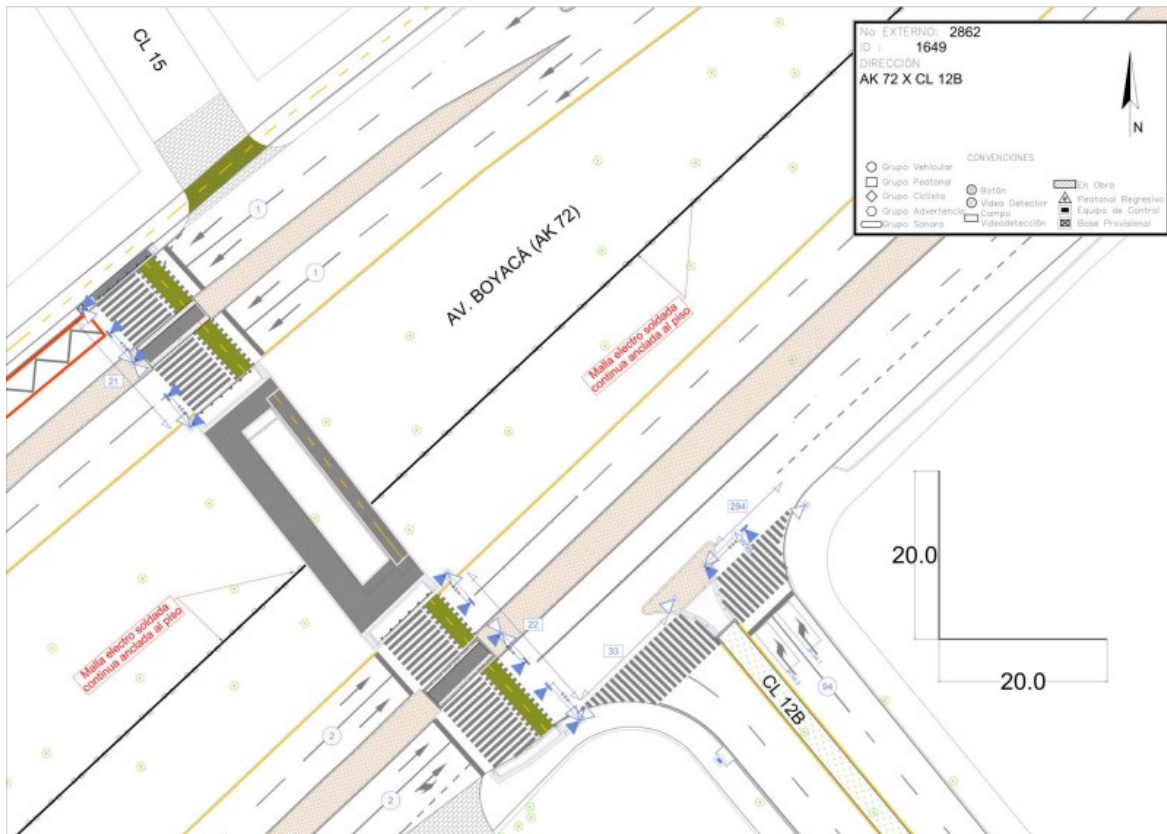 CL 15
No EXTERNO: 2862
ID : 1649
DIRECCIÓN
AK 72 X CL 12B
N
CONVENCIONES
Grupo Vehicular
Grupo Peatonal
Grupo Cicloeta
Grupo Advertencia
Grupo Sonoro
Botón
Video Detector
Campo
Videodetección
En Obra
Peatonal Regresivo
Equipo de Control
Base Provisional
1
1
AV. BOYACÁ (AK 72)
Malla electro soldada
continua anclada al piso
21
294
20.0
20.0
Malla electro soldada
continua anclada al piso
22
33
94
CL 12B
2
2